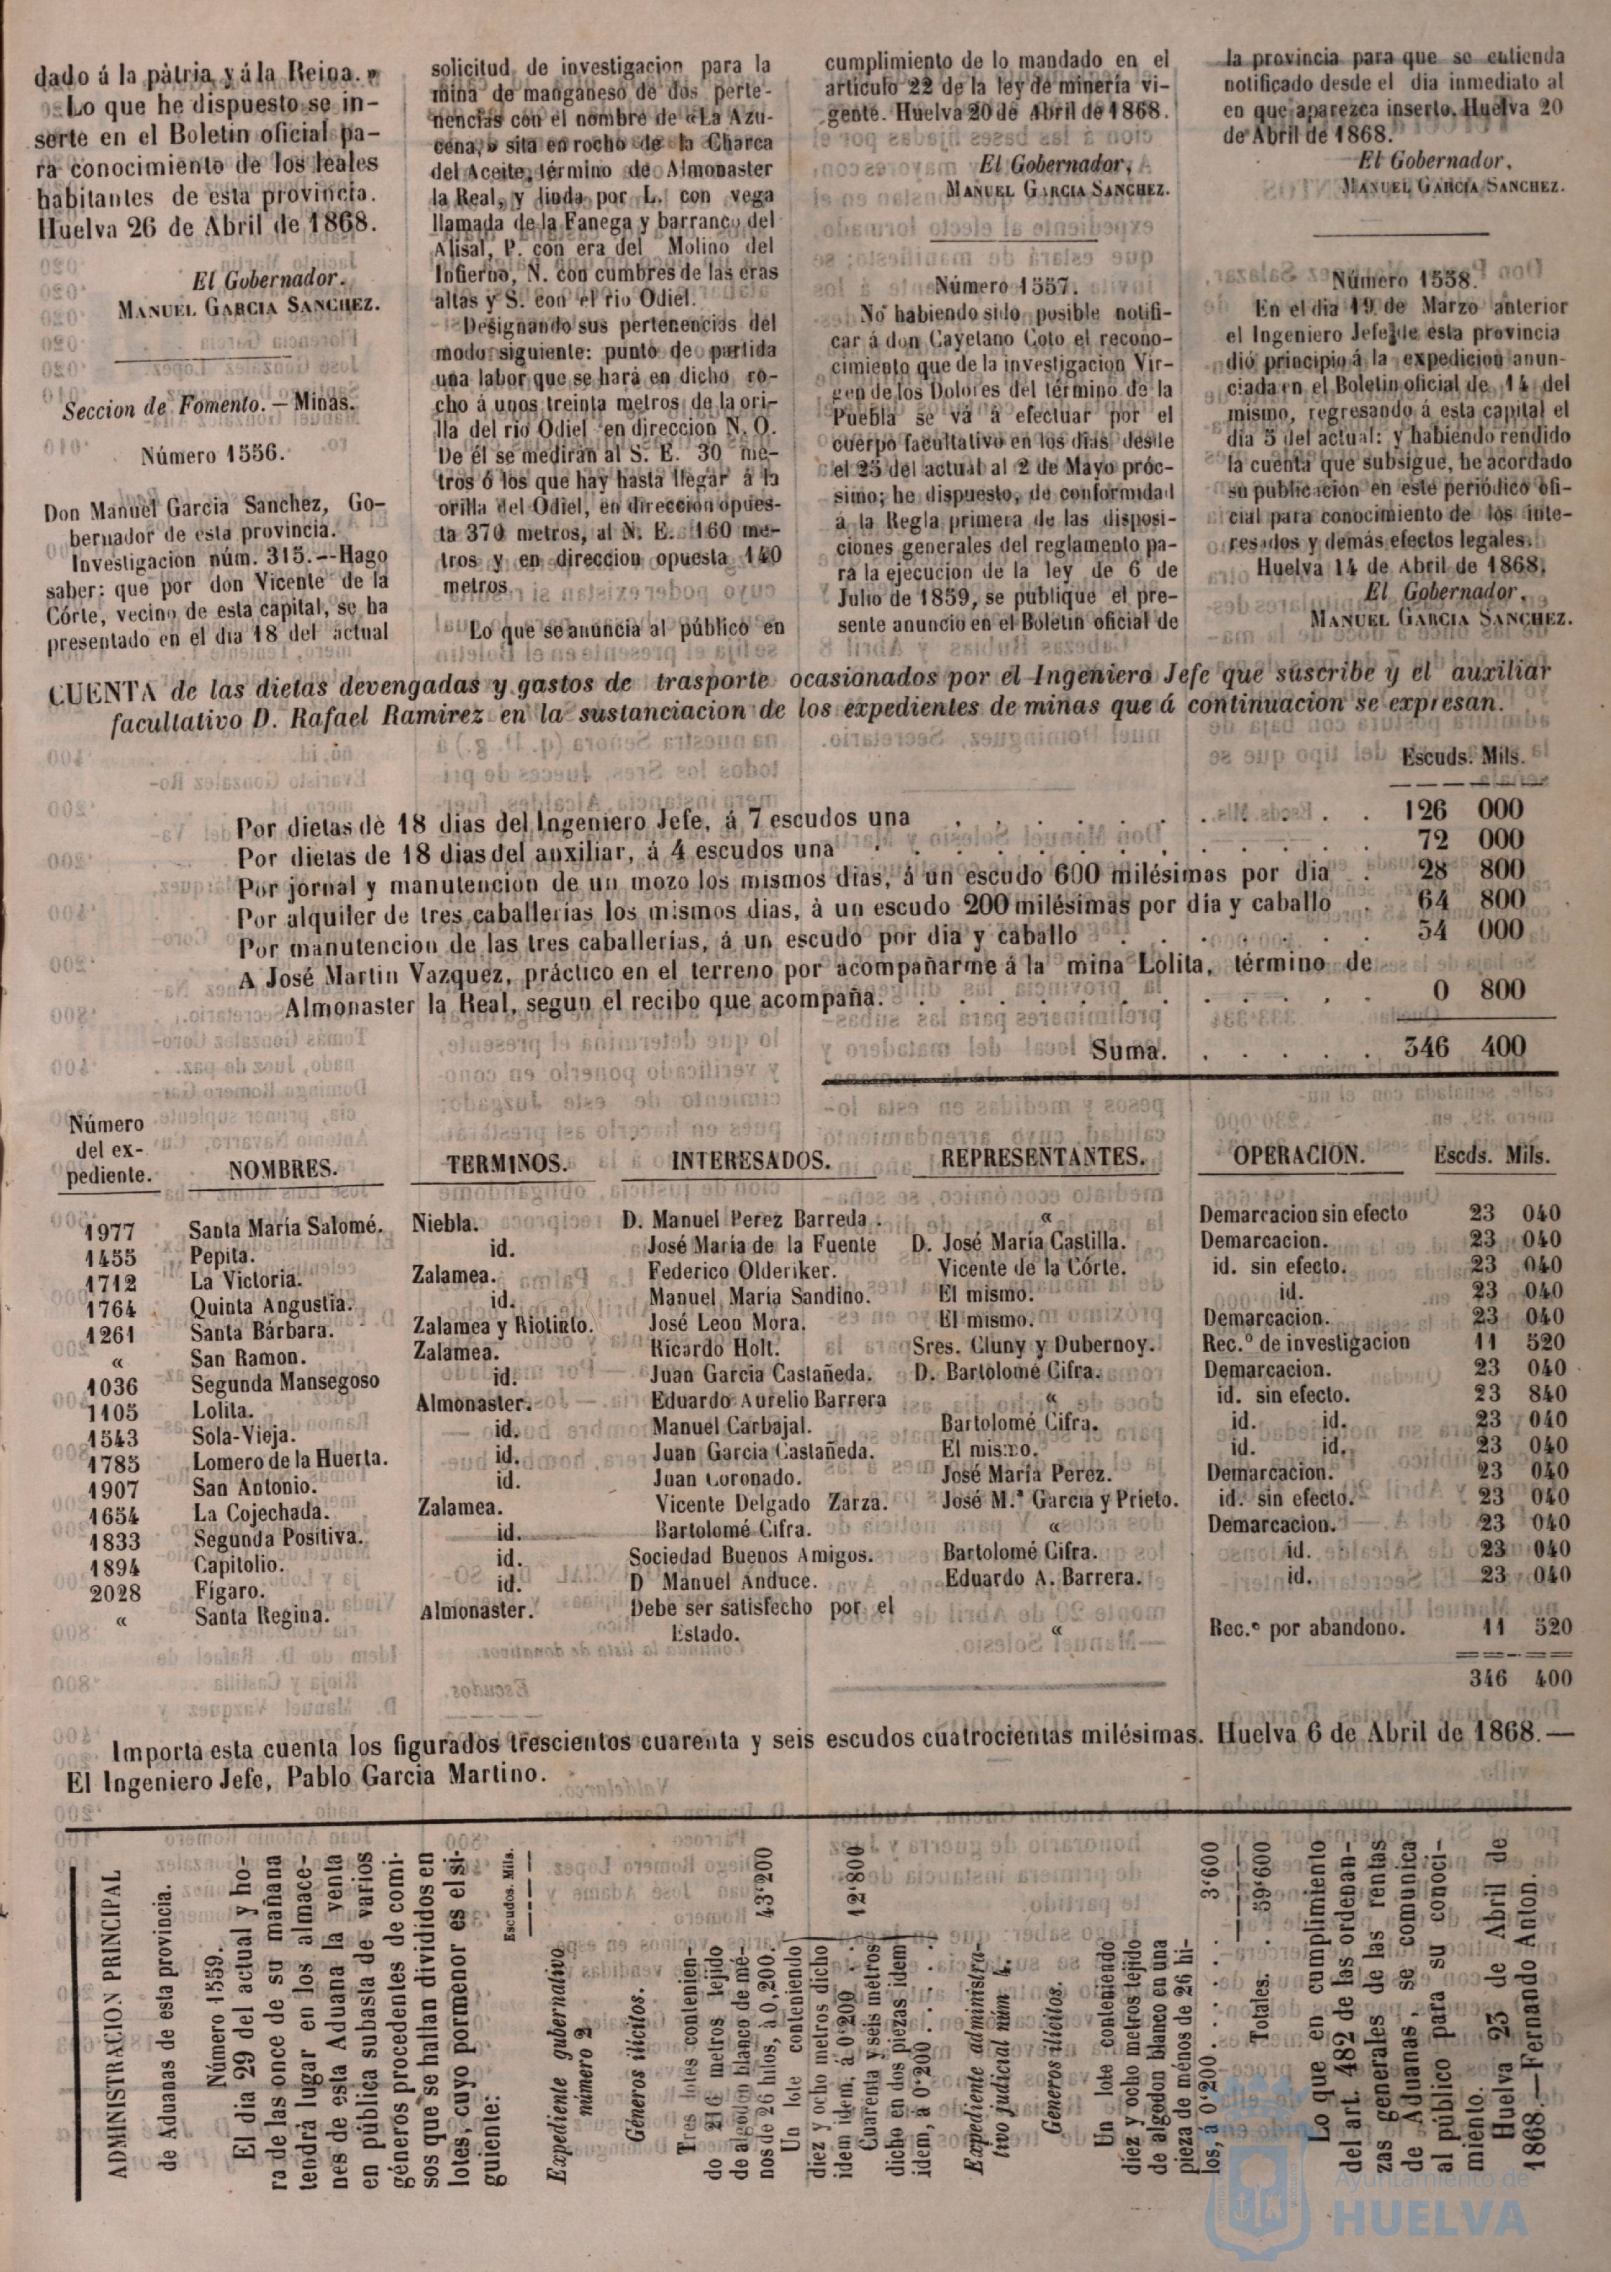 dado á la pàtria y á la Reina.»
Lo que he dispuesto se in-
serte en el Boletin oficial pa-
ra conocimiento de los leales
habitantes de esta provincia.
Huelva 26 de Abril de 1868.
El Gobernador.
MANUEL GARCIA SANCHEZ.
Seccion de Fomento.—Minas.
Número 1556.
Don Manuel Garcia Sanchez, Go-
bernador de esta provincia.
Investigacion núm. 315.--Hago
saber: que por don Vicente de la
Córte, vecino de esta capital, se ha
presentado en el dia 18 del actual
solicitud de investigacion para la
mina de manganeso de dos perte-
nencias con el nombre de «La Azu-
cena,» sita en rocho de la Charca
del Aceite, término de Almonaster
la Real, y linda por L. con vega
llamada de la Fanega y barranco del
Alisal, P. con era del Molino del
Infierno, N. con cumbres de las eras
altas y S. con el rio Odiel.
Designando sus pertenencias del
modo siguiente: punto de partida
una labor que se hará en dicho ro-
cho á unos treinta metros de la ori-
lla del rio Odiel en direccion N. O.
De él se medirán al S. E. 30 me-
tros ó los que hay hasta llegar á la
orilla del Odiel, en direccion opues-
ta 370 metros, al N. E. 160 me-
tros y en direccion opuesta 140
metros.
Lo que se anuncia al público en
cumplimiento de lo mandado en el
artículo 22 de la ley de minería vi-
gente. Huelva 20 de Abril de 1868.
El Gobernador,
MANUEL GARCIA SANCHEZ.
Número 1557.
No habiendo sido posible notifi-
car á don Cayetano Coto el recono-
cimiento que de la investigacion Vir-
gen de los Dolores del término de la
Puebla se vá á efectuar por el
cuerpo facultativo en los dias desde
el 25 del actual al 2 de Mayo próc-
simo; he dispuesto, de conformidad
á la Regla primera de las disposi-
ciones generales del reglamento pa-
ra la ejecucion de la ley de 6 de
Julio de 1859, se publique el pre-
sente anuncio en el Boletin oficial de
la provincia para que se entienda
notificado desde el dia inmediato al
en que aparezca inserto. Huelva 20
de Abril de 1868.
El Gobernador,
MANUEL GARCÍA SANCHEZ.
Número 1558.
En el dia 19 de Marzo anterior
el Ingeniero Jefe de esta provincia
dió principio á la expedicion anun-
ciada en el Boletin oficial de 14 del
mismo, regresando á esta capital el
dia 5 del actual: y habiendo rendido
la cuenta que subsigue, he acordado
su publicacion en este periódico ofi-
cial para conocimiento de los inte-
resados y demás efectos legales.
Huelva 14 de Abril de 1868.
El Gobernador,
MANUEL GARCIA SANCHEZ.
CUENTA de las dietas devengadas y gastos de trasporte ocasionados por el Ingeniero Jefe que suscribe y el auxiliar
facultativo D. Rafael Ramirez en la sustanciacion de los expedientes de minas que á continuacion se expresan.
Escuds. Mils.
Por dietas de 18 dias del Ingeniero Jefe, á 7 escudos una . . . . . . . 126 000
Por dietas de 18 dias del auxiliar, á 4 escudos una . . . . . . . 72 000
Por jornal y manutencion de un mozo los mismos dias, á un escudo 600 milésimas por dia . 28 800
Por alquiler de tres caballerías los mismos dias, á un escudo 200 milésimas por dia y caballo . 64 800
Por manutencion de las tres caballerías, á un escudo por dia y caballo . . . . . 54 000
A José Martin Vazquez, práctico en el terreno por acompañarme á la mina Lolita, término de
Almonaster la Real, segun el recibo que acompaña. . . . . . . . 0 800
Suma. . . . . . 346 400
Número
del ex-
pediente. NOMBRES. TERMINOS. INTERESADOS. REPRESENTANTES. OPERACION. Escds. Mils.
1977 Santa María Salomé. Niebla. D. Manuel Perez Barreda. « Demarcacion sin efecto 23 040
1455 Pepita. id. José María de la Fuente D. José María Castilla. Demarcacion. 23 040
1712 La Victoria. Zalamea. Federico Olderiker. Vicente de la Córte. id. sin efecto. 23 040
1764 Quinta Angustia. id. Manuel María Sandino. El mismo. id. 23 040
1261 Santa Bárbara. Zalamea y Riotinto. José Leon Mora. El mismo. Demarcacion. 23 040
« San Ramon. Zalamea. Ricardo Holt. Sres. Cluny y Dubernoy. Rec.º de investigacion 11 520
1036 Segunda Mansegoso id. Juan Garcia Castañeda. D. Bartolomé Cifra. Demarcacion. 23 040
1105 Lolita. Almonaster. Eduardo Aurelio Barrera « id. sin efecto. 23 840
1543 Sola-Vieja. id. Manuel Carbajal. Bartolomé Cifra. id. id. 23 040
1785 Lomero de la Huerta. id. Juan Garcia Castañeda. El mismo. id. id. 23 040
1907 San Antonio. id. Juan Coronado. José María Perez. Demarcacion. 23 040
1654 La Cojechada. Zalamea. Vicente Delgado Zarza. José M.ª Garcia y Prieto. id. sin efecto. 23 040
1833 Segunda Positiva. id. Bartolomé Cifra. « Demarcacion. 23 040
1894 Capitolio. id. Sociedad Buenos Amigos. Bartolomé Cifra. id. 23 040
2028 Fígaro. id. D Manuel Anduce. Eduardo A. Barrera. id. 23 040
« Santa Regina. Almonaster. Debe ser satisfecho por el
Estado. « Rec.º por abandono. 11 520
346 400
Importa esta cuenta los figurados trescientos cuarenta y seis escudos cuatrocientas milésimas. Huelva 6 de Abril de 1868.—
El Ingeniero Jefe, Pablo Garcia Martino.
ADMINISTRACION PRINCIPAL
de Aduanas de esta provincia.
Número 1559.
El dia 29 del actual y ho-
ra de las once de su mañana
tendrá lugar en los almace-
nes de esta Aduana la venta
en pública subasta de varios
géneros procedentes de comi-
sos que se hallan divididos en
lotes, cuyo pormenor es el si-
guiente:
Escudos. Mils.
Expediente gubernativo
número 2
Géneros ilícitos.
Tres lotes contenien-
do 216 metros tejido
de algodon blanco de mé-
nos de 26 hilos, á 0,200. 43‘200
Un lote conteniendo
diez y ocho metros dicho
idem idem, á 0‘200 . .
Cuarenta y seis metros
dicho en dos piezas idem
idem, á 0‘200 . . . . . 12‘800
Expediente administra-
tivo judicial núm 4.
Géneros ilícitos.
Un lote conteniendo
diez y ocho metros tejido
de algodon blanco en una
pieza de ménos de 26 hi-
los, á 0‘200. . . . . . 3‘600
Totales. . 59‘600
Lo que en cumplimiento
del art. 482 de las ordenan-
zas generales de las rentas
de Aduanas, se comunica
al público para su conoci-
miento.
Huelva 23 de Abril de
1868.—Fernando Anton.
Ayuntamiento de
HUELVA